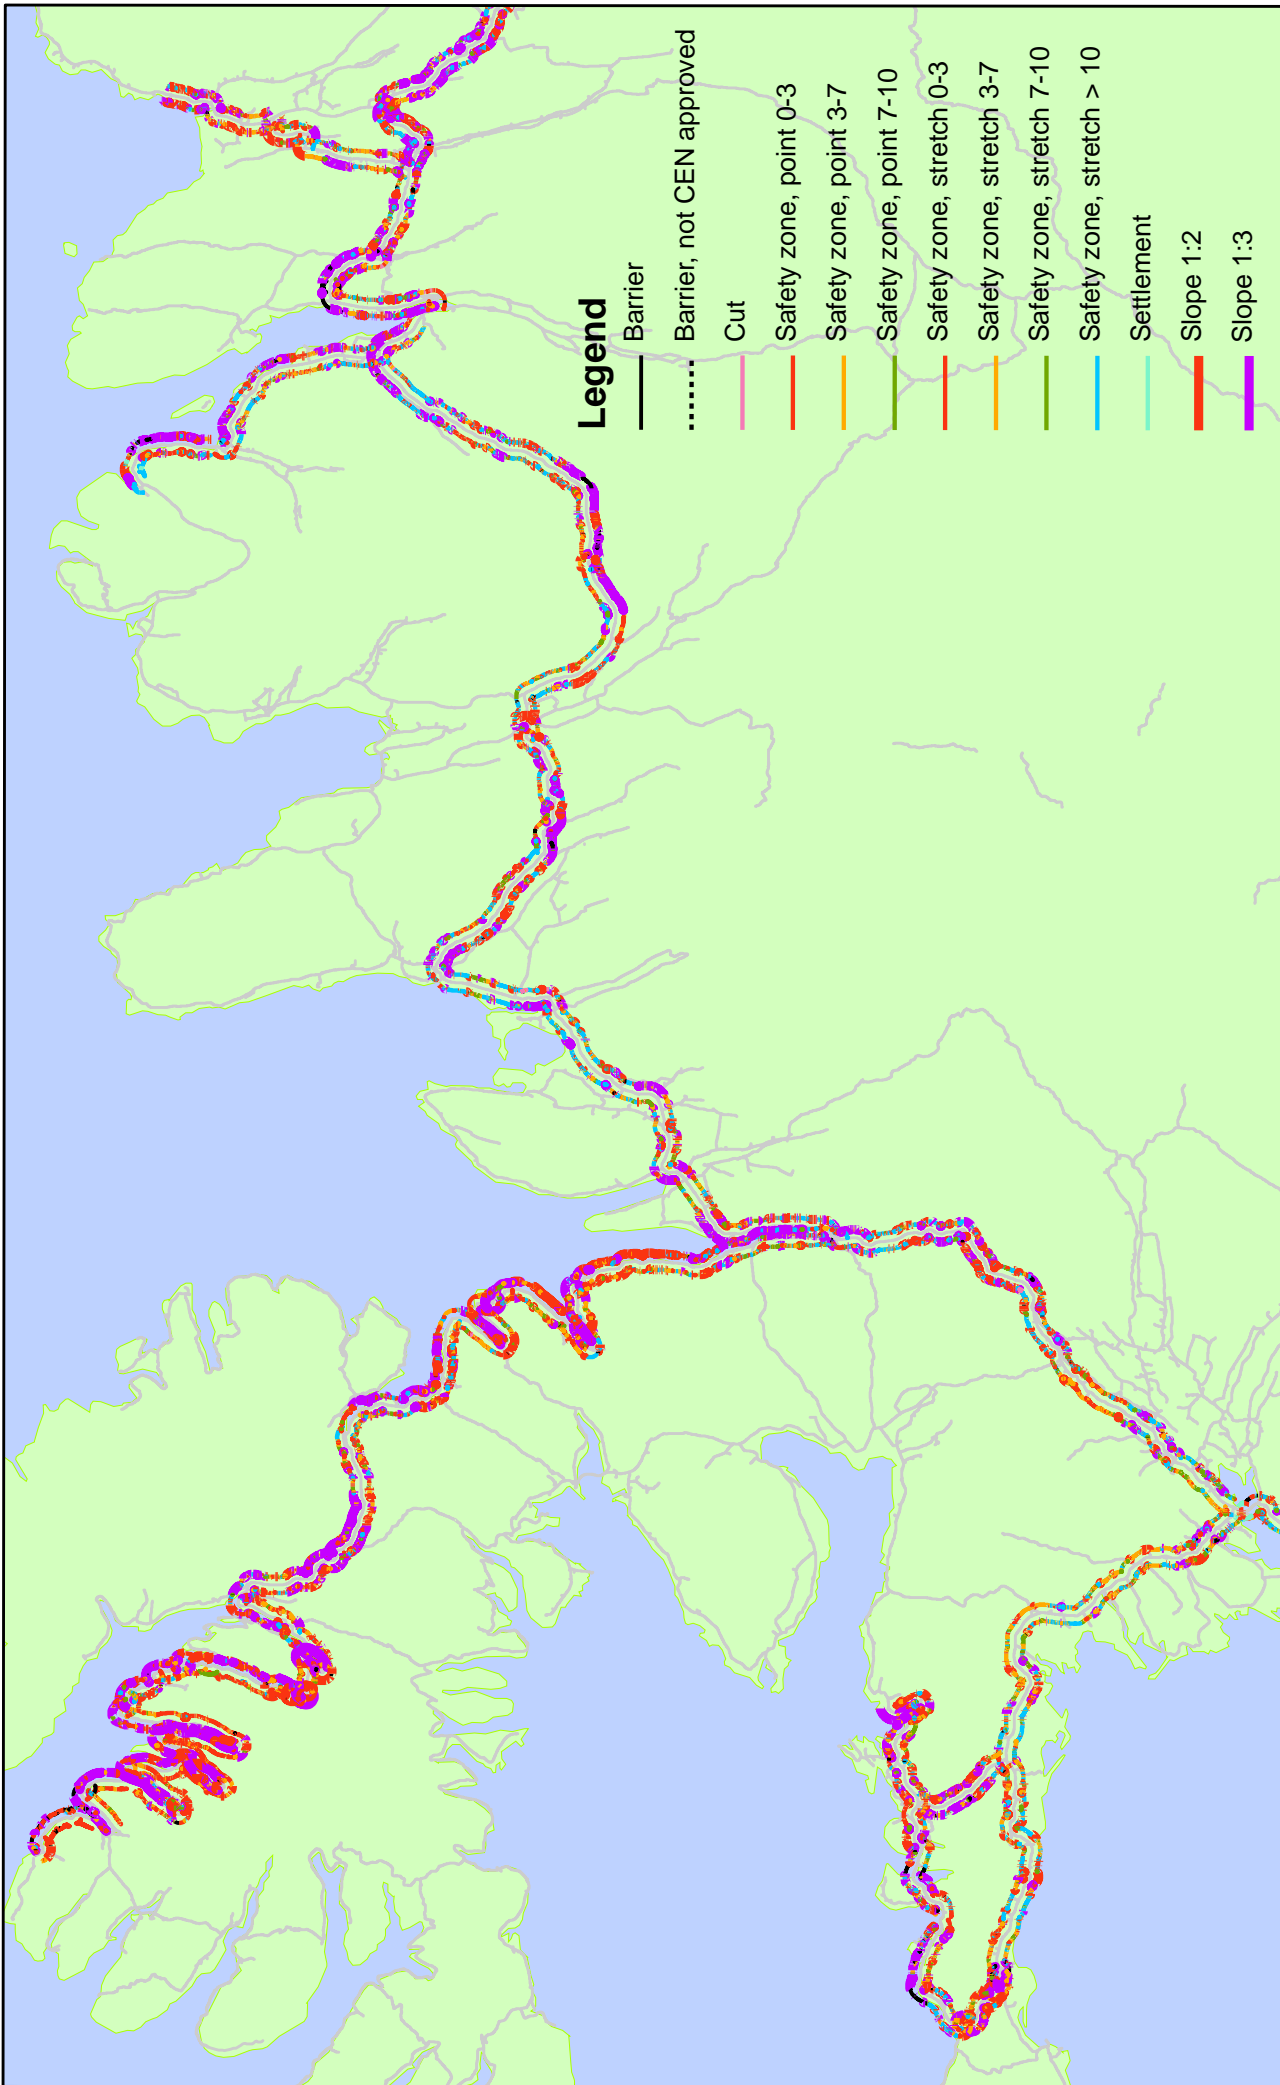 Legend
Barrier
Barrier, not CEN approved
Cut
Safety zone, point 0-3
Safety zone, point 3-7
Safety zone, point 7-10
Safety zone, stretch 0-3
Safety zone, stretch 3-7
Safety zone, stretch 7-10
Safety zone, stretch > 10
Settlement
Slope 1:2
Slope 1:3